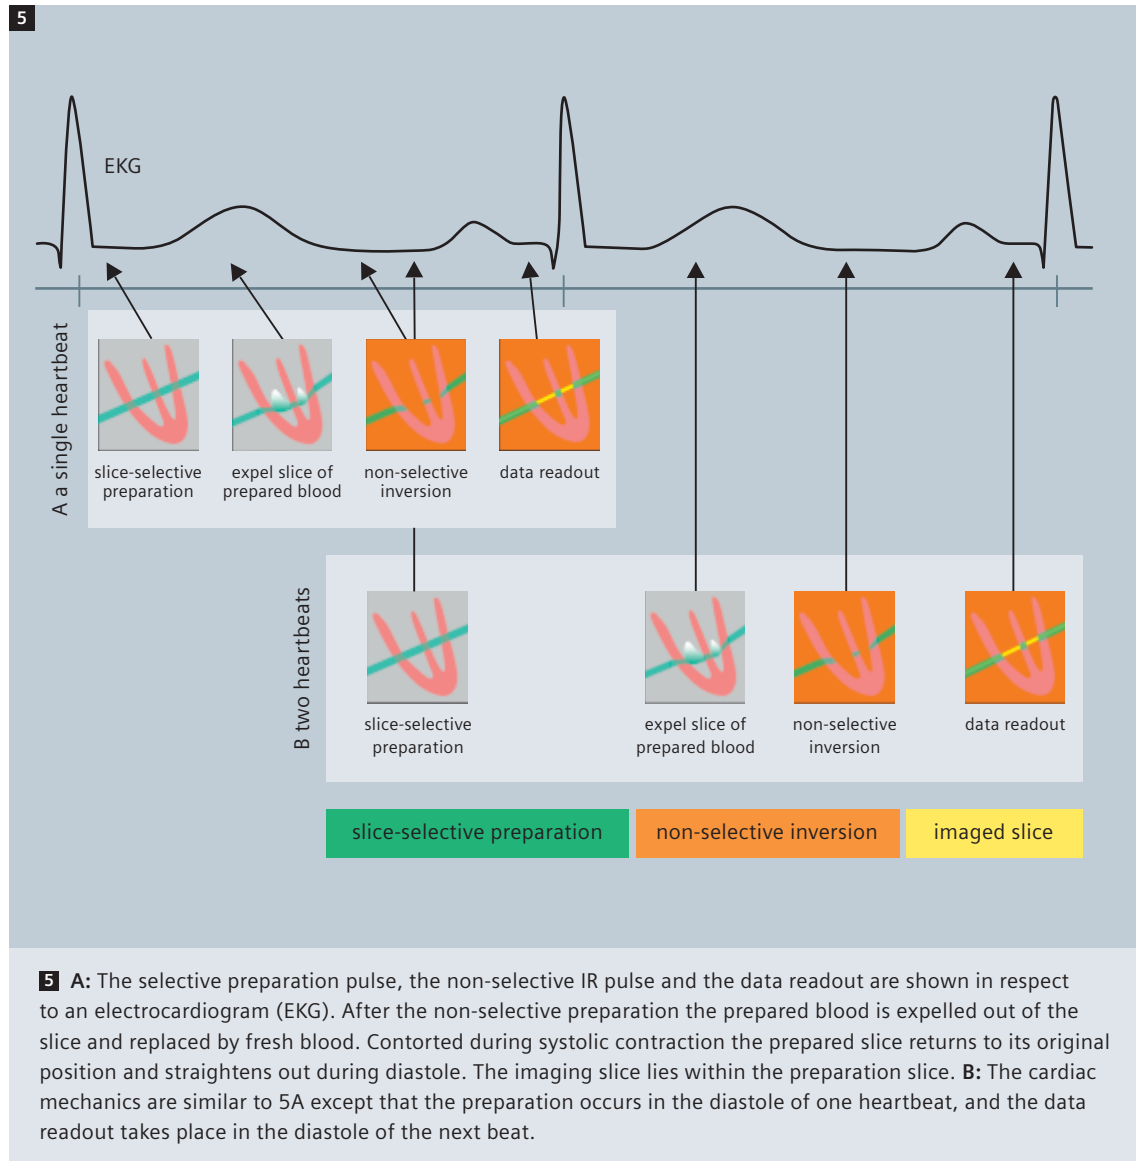 5
EKG
A a single heartbeat
slice-selective
preparation
expel slice of
prepared blood
non-selective
inversion
data readout
B two heartbeats
slice-selective
preparation
expel slice of
prepared blood
non-selective
inversion
data readout
slice-selective preparation
non-selective inversion
imaged slice
5 A: The selective preparation pulse, the non-selective IR pulse and the data readout are shown in respect
to an electrocardiogram (EKG). After the non-selective preparation the prepared blood is expelled out of the
slice and replaced by fresh blood. Contorted during systolic contraction the prepared slice returns to its original
position and straightens out during diastole. The imaging slice lies within the preparation slice. B: The cardiac
mechanics are similar to 5A except that the preparation occurs in the diastole of one heartbeat, and the data
readout takes place in the diastole of the next beat.